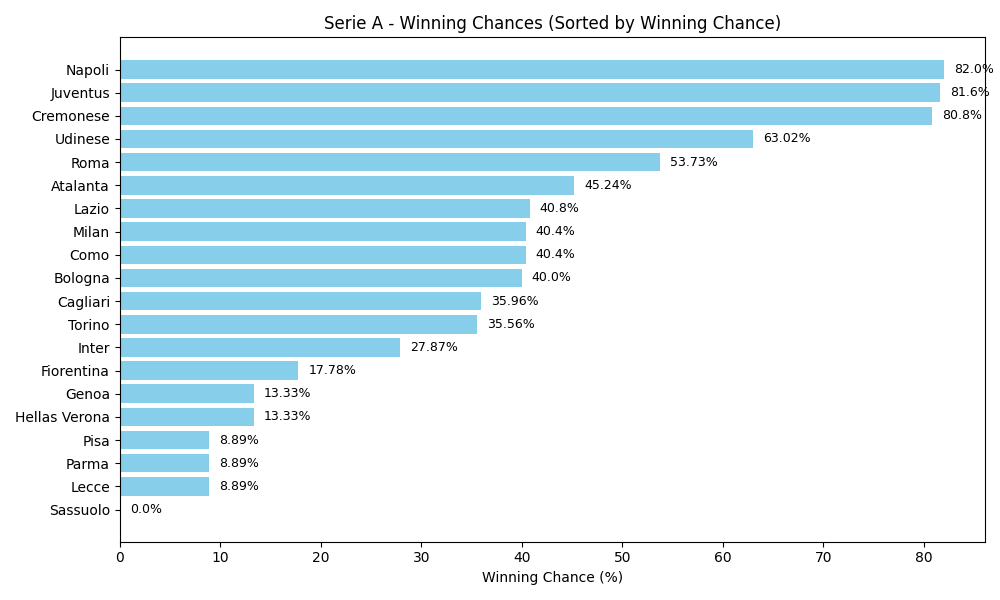 Serie A - Winning Chances (Sorted by Winning Chance)
Napoli 82.0%
Juventus 81.6%
Cremonese 80.8%
Udinese 63.02%
Roma 53.73%
Atalanta 45.24%
Lazio 40.8%
Milan 40.4%
Como 40.4%
Bologna 40.0%
Cagliari 35.96%
Torino 35.56%
Inter 27.87%
Fiorentina 17.78%
Genoa 13.33%
Hellas Verona 13.33%
Pisa 8.89%
Parma 8.89%
Lecce 8.89%
Sassuolo 0.0%
0 10 20 30 40 50 60 70 80
Winning Chance (%)